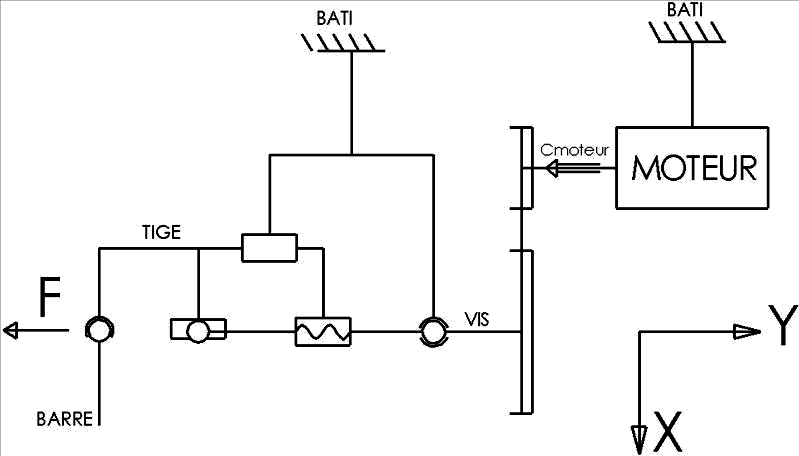 BATI
BATI
Cmoteur
MOTEUR
TIGE
F
VIS
Y
BARRE
X